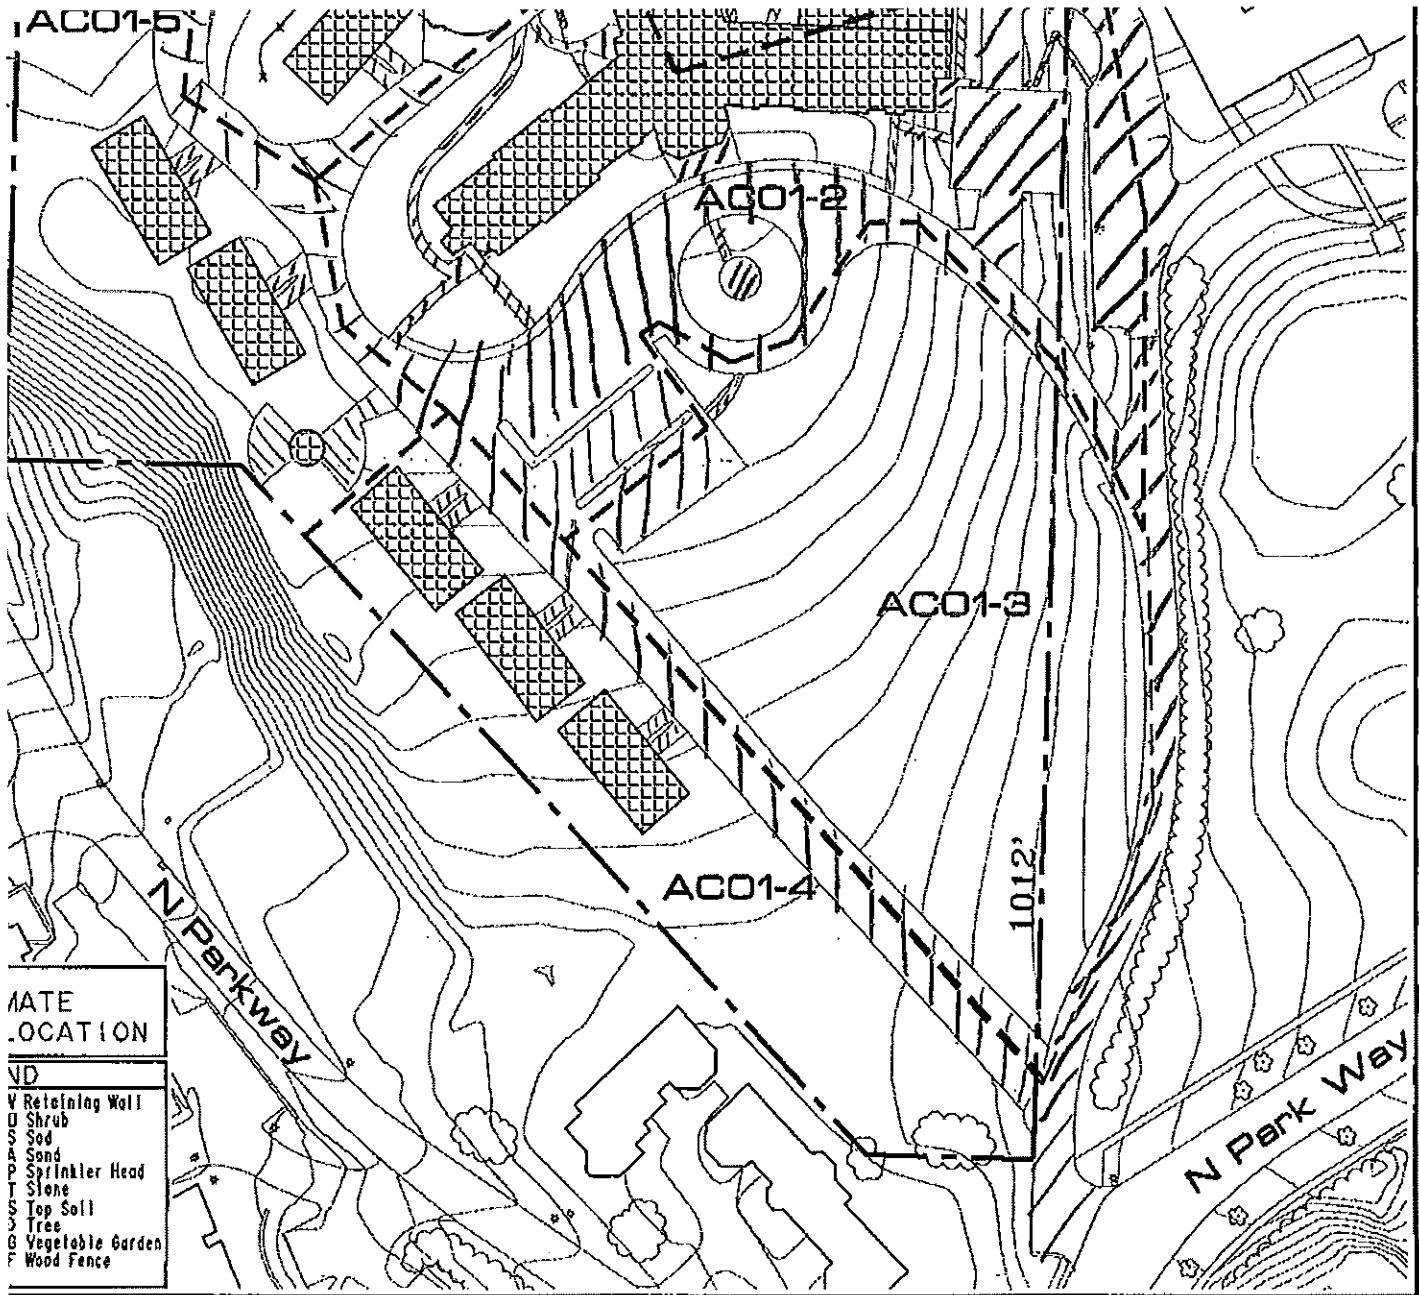 AC01-5
AC01-2
AC01-3
AC01-4
1012'
N Parkway
N Park Way
MATE
LOCATION
ND
W Retaining Wall
U Shrub
S Sod
A Sand
P Sprinkler Head
T Stone
S Top Soil
Tree
Vegetable Garden
F Wood Fence